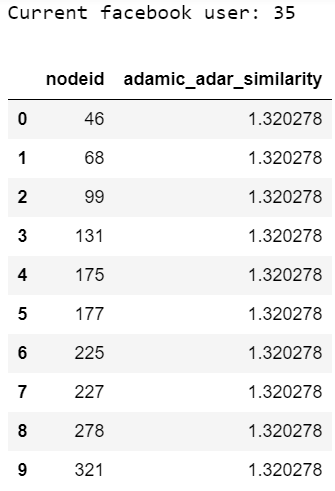 Current facebook user: 35
nodeid adamic_adar_similarity
0 46 1.320278
1 68 1.320278
2 99 1.320278
3 131 1.320278
4 175 1.320278
5 177 1.320278
6 225 1.320278
7 227 1.320278
8 278 1.320278
9 321 1.320278